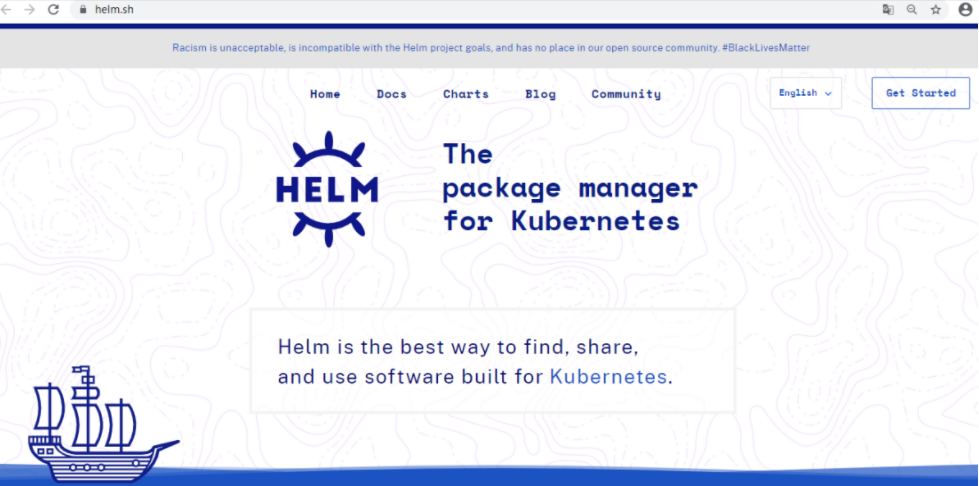 helm.sh
Racism is unacceptable, is incompatible with the Helm project goals, and has no place in our open source community. #BlackLivesMatter
Home Docs Charts Blog Community English Get Started
HELM
The
package manager
for Kubernetes
Helm is the best way to find, share,
and use software built for Kubernetes.